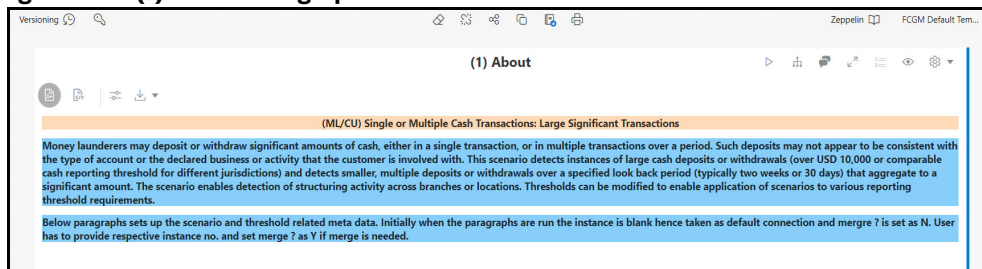 Versioning
Zeppelin
FCGM Default Tem...
(1) About
(ML/CU) Single or Multiple Cash Transactions: Large Significant Transactions
Money launderers may deposit or withdraw significant amounts of cash, either in a single transaction, or in multiple transactions over a period. Such deposits may not appear to be consistent with
the type of account or the declared business or activity that the customer is involved with. This scenario detects instances of large cash deposits or withdrawals (over USD 10,000 or comparable
cash reporting threshold for different jurisdictions) and detects smaller, multiple deposits or withdrawals over a specified look back period (typically two weeks or 30 days) that aggregate to a
significant amount. The scenario enables detection of structuring activity across branches or locations. Thresholds can be modified to enable application of scenarios to various reporting
threshold requirements.
Below paragraphs sets up the scenario and threshold related meta data. Initially when the paragraphs are run the instance is blank hence taken as default connection and mergre ? is set as N. User
has to provide respective instance no. and set merge ? as Y if merge is needed.